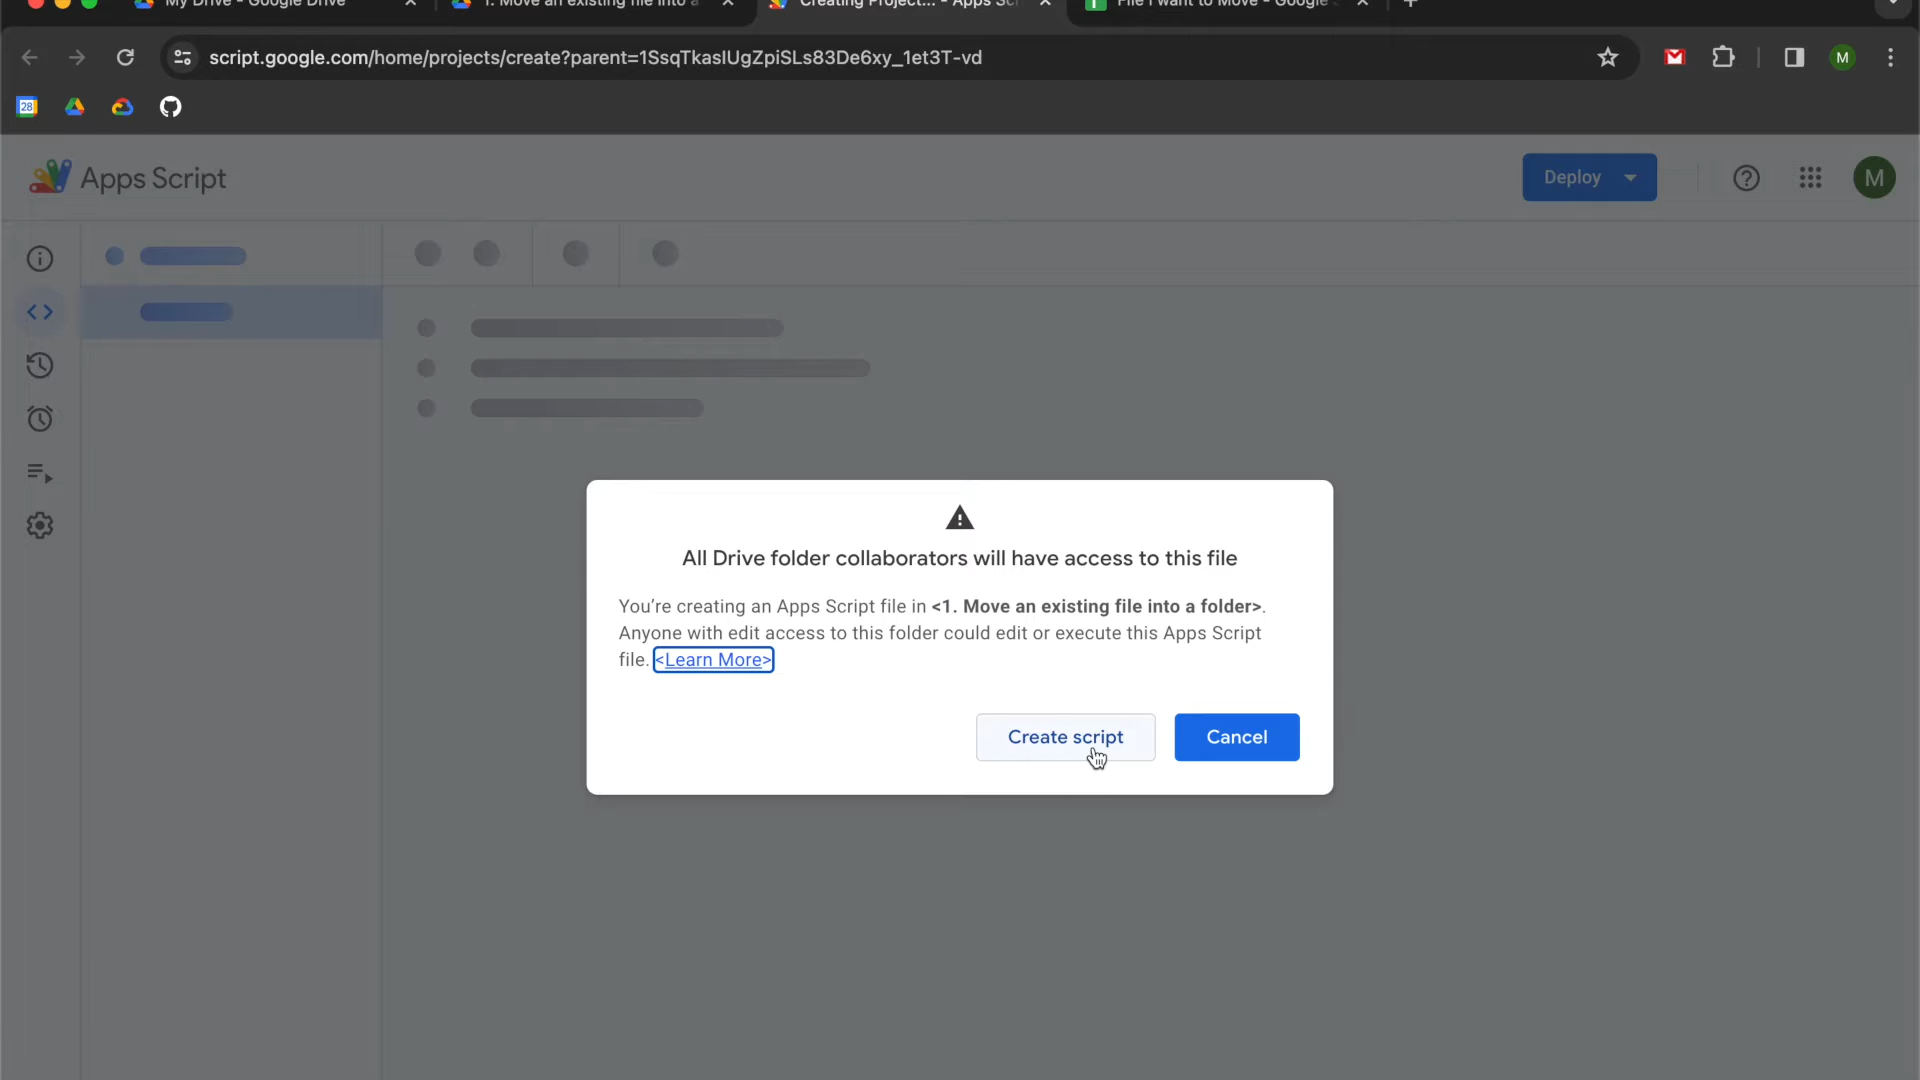 My Drive - Google Drive
1. Move an existing file into a
Creating Project... - Apps Sc
File I want to Move - Google
script.google.com/home/projects/create?parent=1SsqTkasIUgZpiSLs83De6xy_1et3T-vd
M
28
Apps Script
Deploy
M
All Drive folder collaborators will have access to this file
You're creating an Apps Script file in <1. Move an existing file into a folder>.
Anyone with edit access to this folder could edit or execute this Apps Script
file. <Learn More>
Create script
Cancel